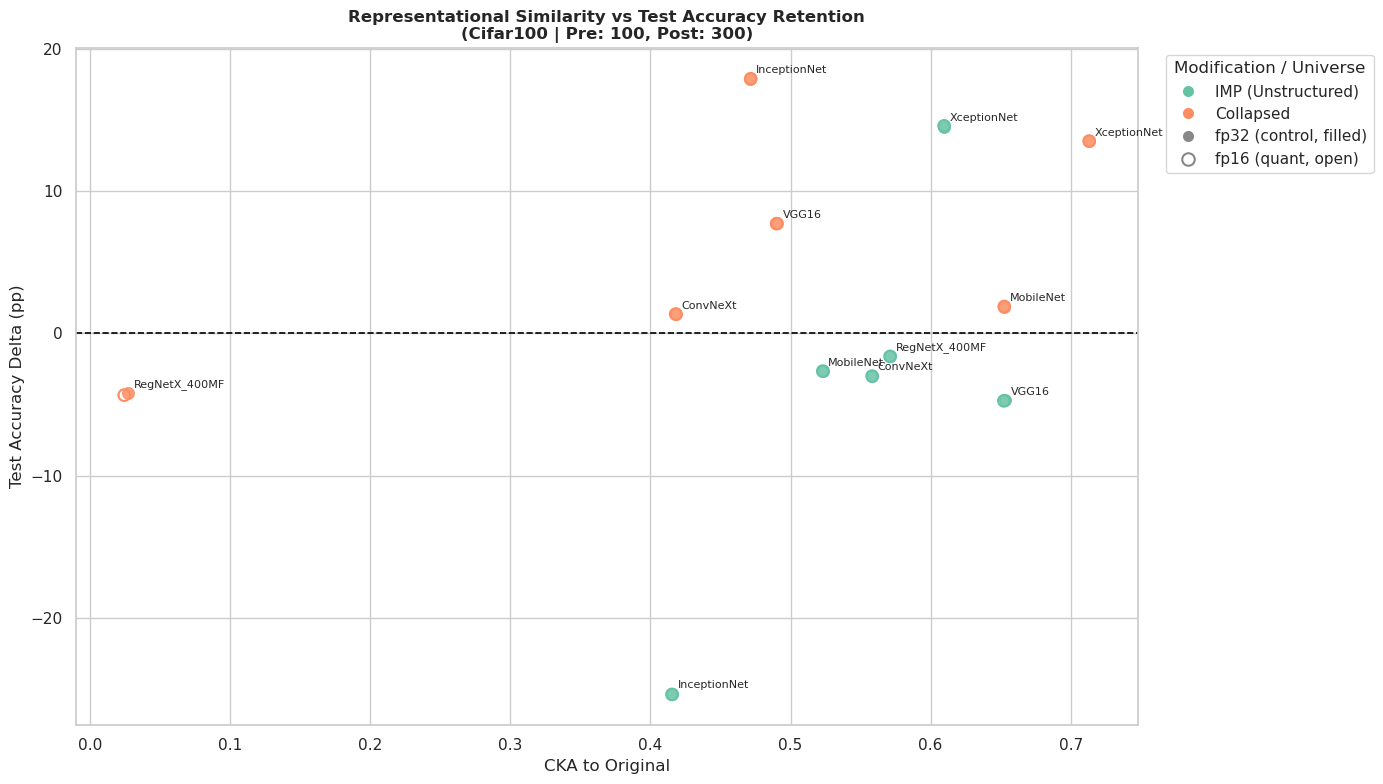 Representational Similarity vs Test Accuracy Retention
(Cifar100 | Pre: 100, Post: 300)
Modification / Universe
IMP (Unstructured)
Collapsed
fp32 (control, filled)
fp16 (quant, open)
Test Accuracy Delta (pp)
20
10
0
−10
−20
InceptionNet
XceptionNet
XceptionNet
VGG16
ConvNeXt
MobileNet
RegNetX_400MF
MobileNet
ConvNeXt
RegNetX_400MF
VGG16
InceptionNet
0.0
0.1
0.2
0.3
0.4
0.5
0.6
0.7
CKA to Original